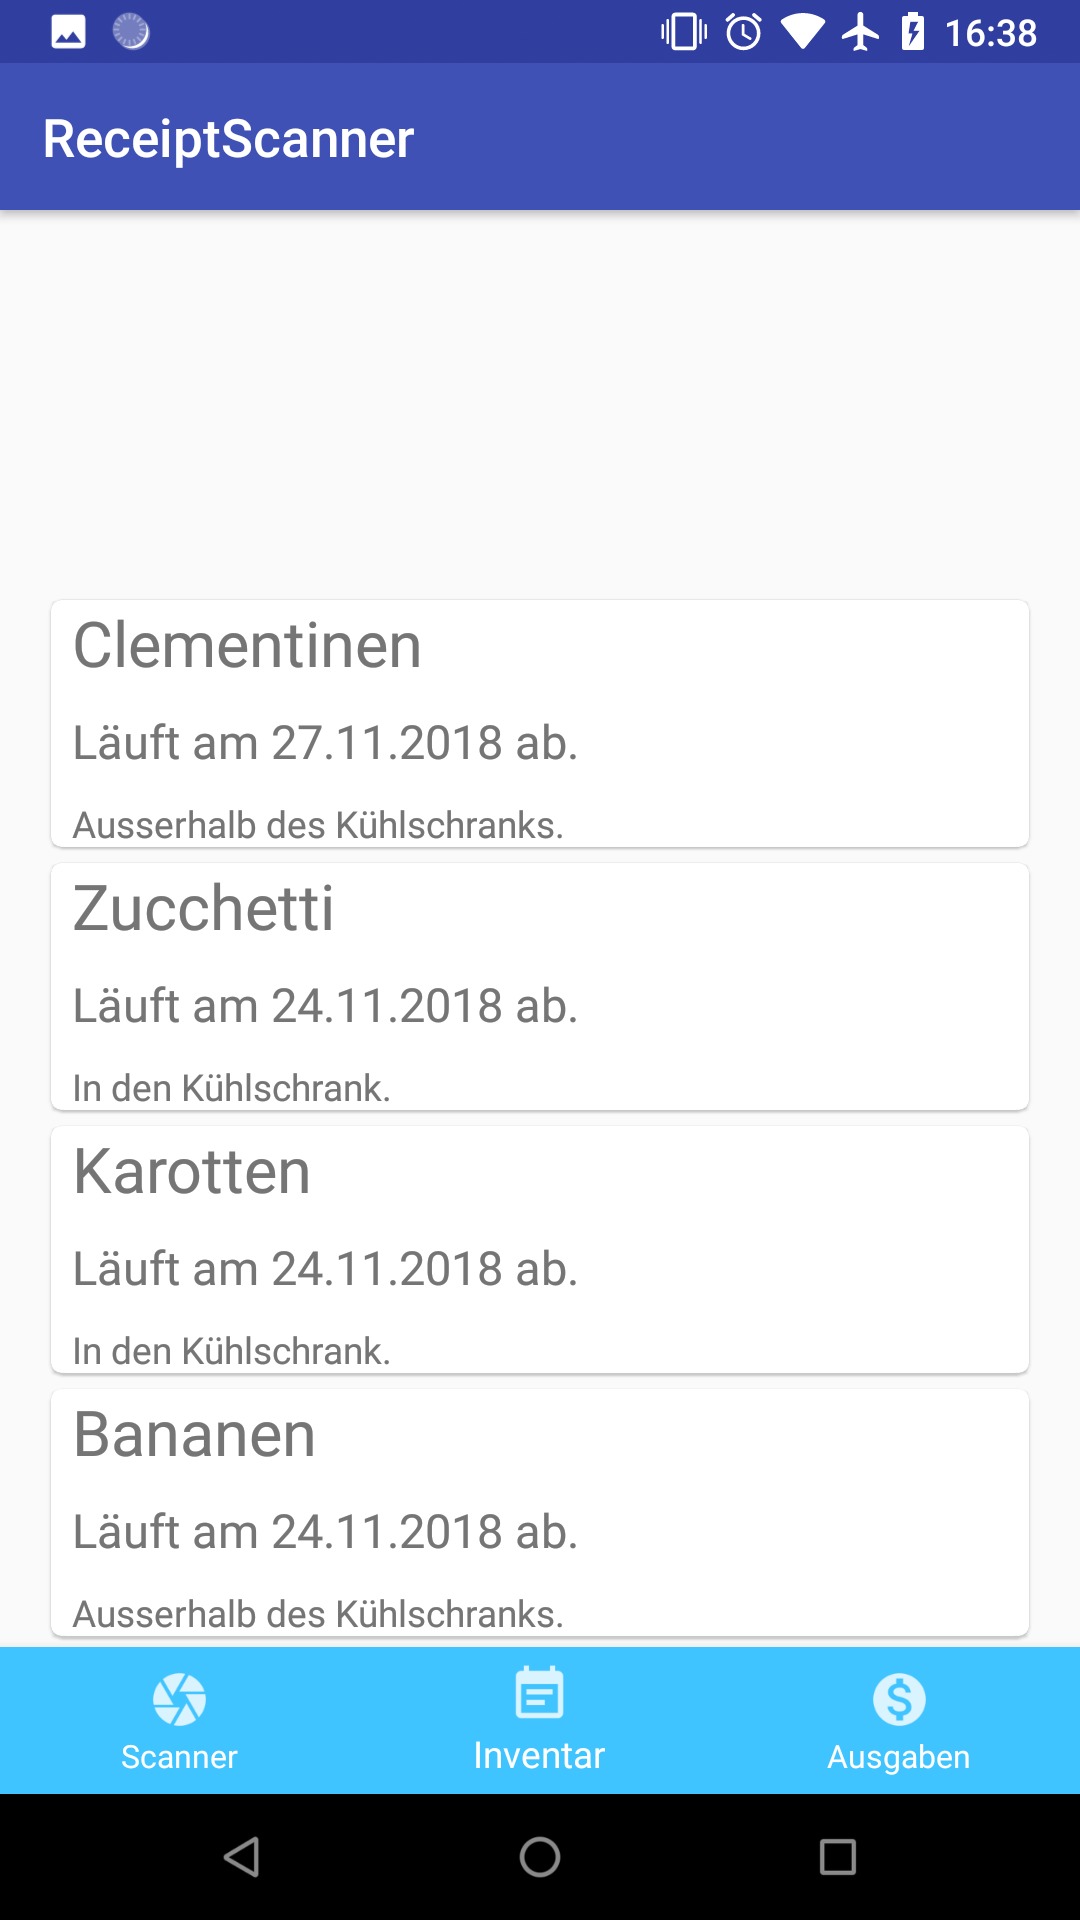 16:38
ReceiptScanner
Clementinen
Läuft am 27.11.2018 ab.
Ausserhalb des Kühlschranks.
Zucchetti
Läuft am 24.11.2018 ab.
In den Kühlschrank.
Karotten
Läuft am 24.11.2018 ab.
In den Kühlschrank.
Bananen
Läuft am 24.11.2018 ab.
Ausserhalb des Kühlschranks.
Scanner Inventar Ausgaben